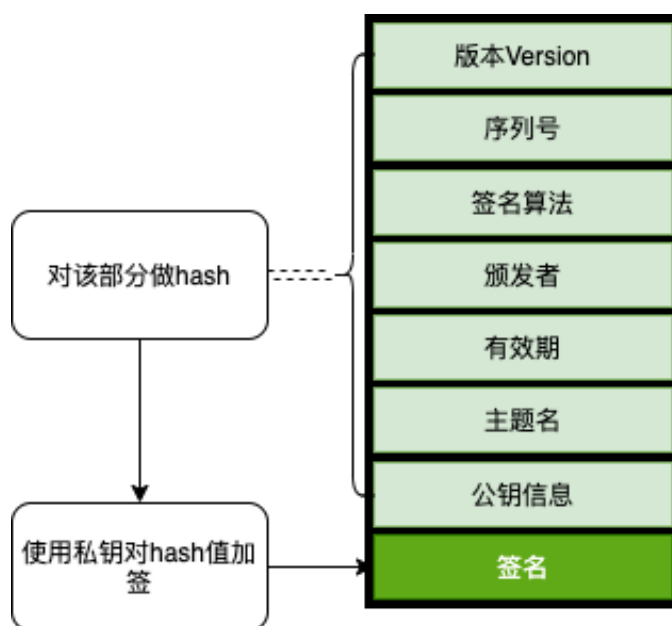 版本Version
序列号
签名算法
颁发者
有效期
主题名
公钥信息
签名
对该部分做hash
使用私钥对hash值加
签